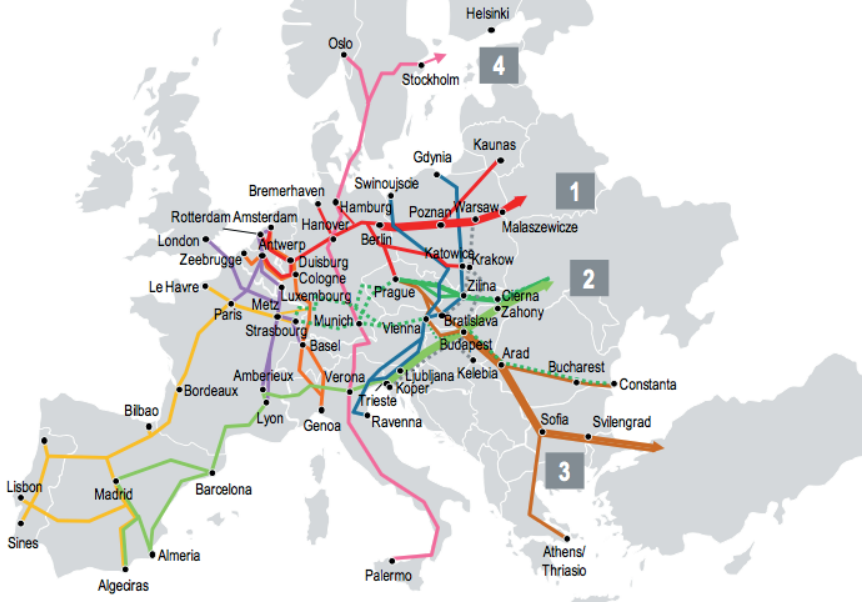 Helsinki
Oslo
4
Stockholm
Kaunas
Gdynia
Swinoujscie
1
Bremerhaven
Hamburg
Poznan
Warsaw
Rotterdam
Amsterdam
Malaszewicze
London
Hanover
Berlin
Antwerp
Zeebrugge
Duisburg
Katowice
Krakow
2
Cologne
Le Havre
Luxembourg
Prague
Zilina
Cierna
Metz
Zahony
Paris
Strasbourg
Munich
Vienna
Bratislava
Basel
Budapest
Arad
Bucharest
Amberieux
Verona
Ljubljana
Kelebia
Constanta
Bordeaux
Trieste
Koper
Bilbao
Lyon
Genoa
Ravenna
Sofia
Svilengrad
3
Lisbon
Madrid
Barcelona
Sines
Almeria
Athens/
Thriasio
Algeciras
Palermo